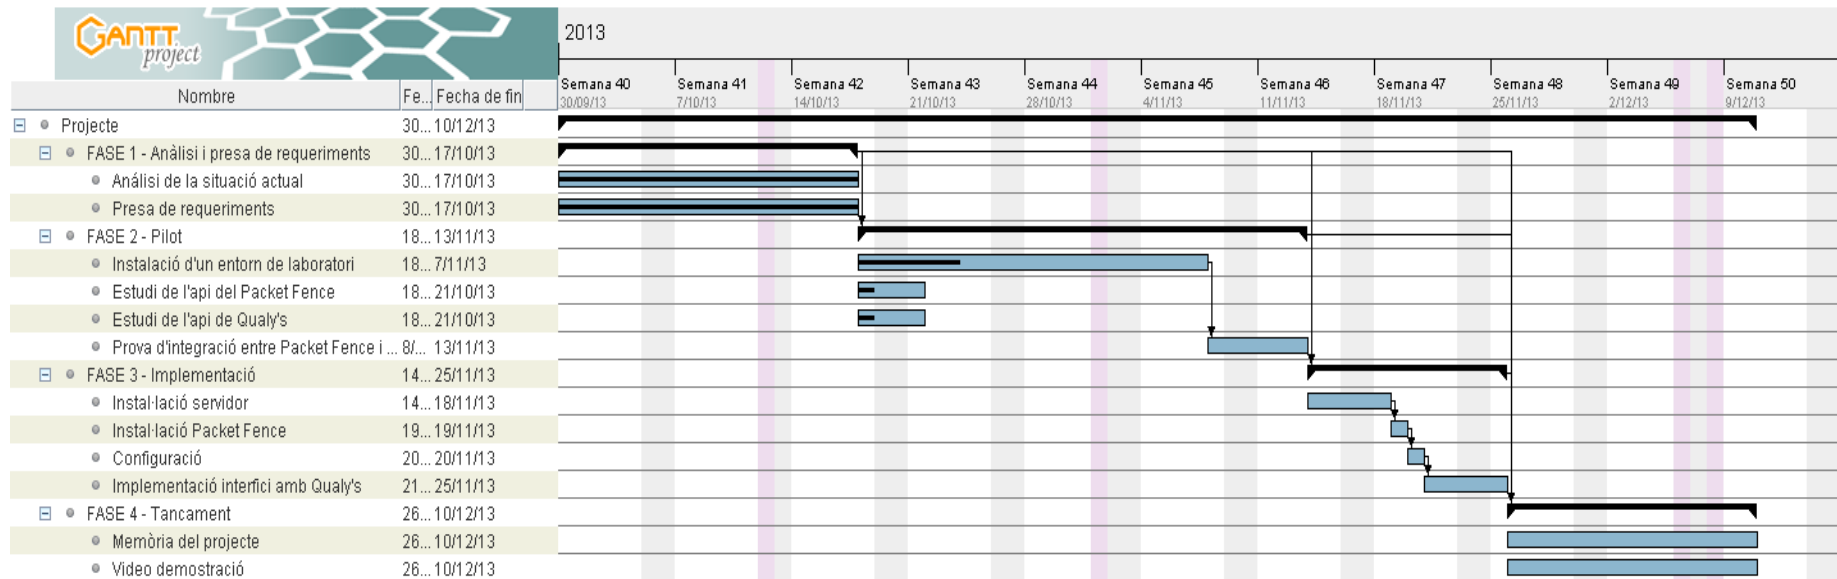 GANTT
project
2013
Semana 40 Semana 41 Semana 42 Semana 43 Semana 44 Semana 45 Semana 46 Semana 47 Semana 48 Semana 49 Semana 50
30/09/13 7/10/13 14/10/13 21/10/13 28/10/13 4/11/13 11/11/13 18/11/13 25/11/13 2/12/13 9/12/13
Nombre Fe... Fecha de fin
Projecte 30... 10/12/13
FASE 1 - Anàlisi i presa de requeriments 30... 17/10/13
Análisi de la situació actual 30... 17/10/13
Presa de requeriments 30... 17/10/13
FASE 2 - Pilot 18... 13/11/13
Instalació d'un entorn de laboratori 18... 7/11/13
Estudi de l'api del Packet Fence 18... 21/10/13
Estudi de l'api de Qualy's 18... 21/10/13
Prova d'integració entre Packet Fence i ... 8/... 13/11/13
FASE 3 - Implementació 14... 25/11/13
Instal·lació servidor 14... 18/11/13
Instal·lació Packet Fence 19... 19/11/13
Configuració 20... 20/11/13
Implementació interfici amb Qualy's 21... 25/11/13
FASE 4 - Tancament 26... 10/12/13
Memòria del projecte 26... 10/12/13
Video demostració 26... 10/12/13